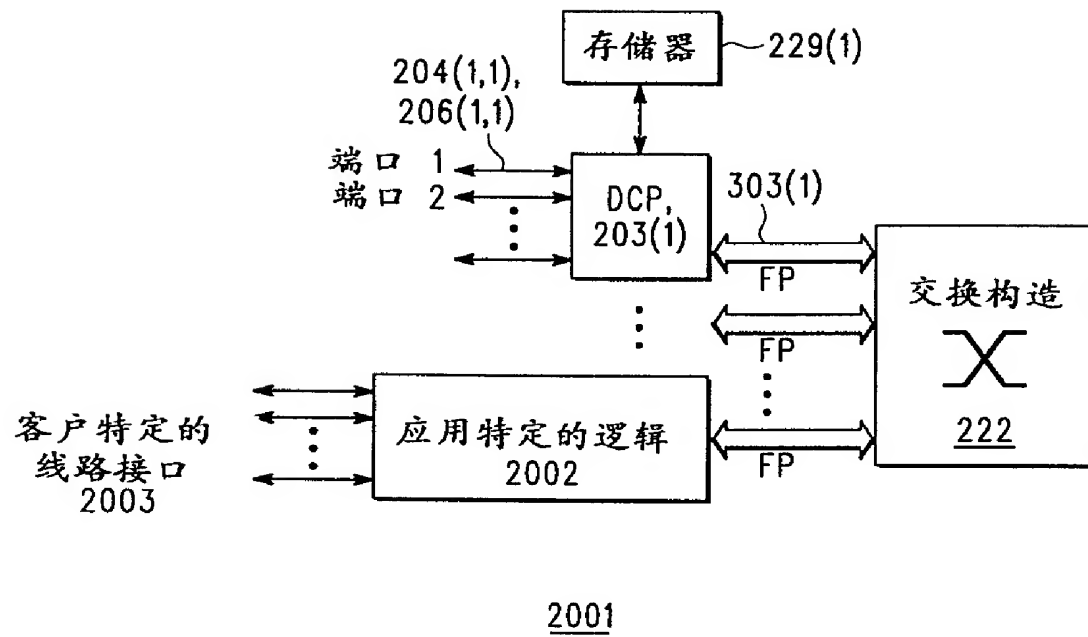 存储器
229(1)
204(1,1),
206(1,1)
端口 1
端口 2
DCP,
203(1)
303(1)
FP
交换构造
FP
222
客户特定的
线路接口
2003
应用特定的逻辑
2002
FP
2001